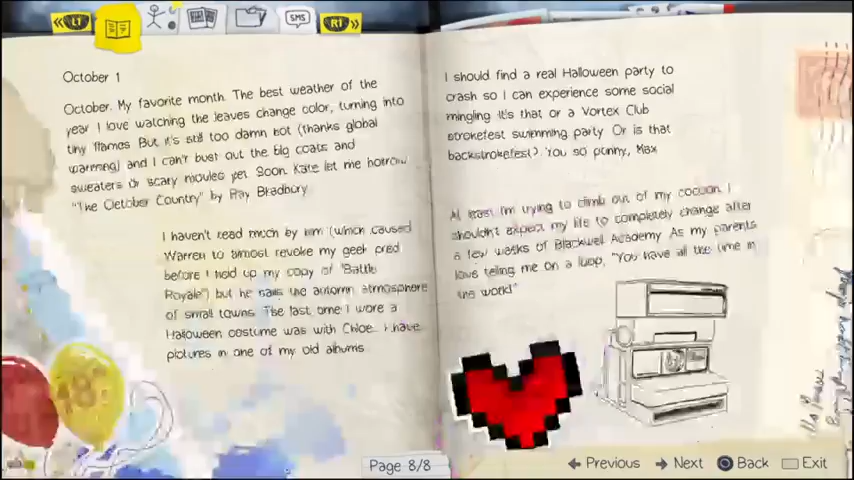 L1
SMS
R1
October 1
October. My favorite month. The best weather of the
year I love watching the leaves change color, turning into
tiny flames But it's still too damn hot (thanks global
warming) and I can't bust out the big coats and
sweaters or scary movies yet. Soon. Kate let me borrow
"The October Country" by Ray Bradbury
I haven't read much by him (which caused
Warren to almost revoke my geek cred
before I held up my copy of "Battle
Royale") but he nails the autumn atmosphere
of small towns. The last time I wore a
Halloween costume was with Chloe. I have
pictures in one of my old albums
I should find a real Halloween party to
crash so I can experience some social
mingling It's that or a Vortex Club
strokefest swimming party Or is that
backstrokefest? You so punny, Max
At least I'm trying to climb out of my cocoon I
shouldn't expect my life to completely change after
a few weeks of Blackwell Academy As my parents
love telling me on a loop, "You have all the time in
the world"
18
Page 8/8
Previous
Next
Back
Exit